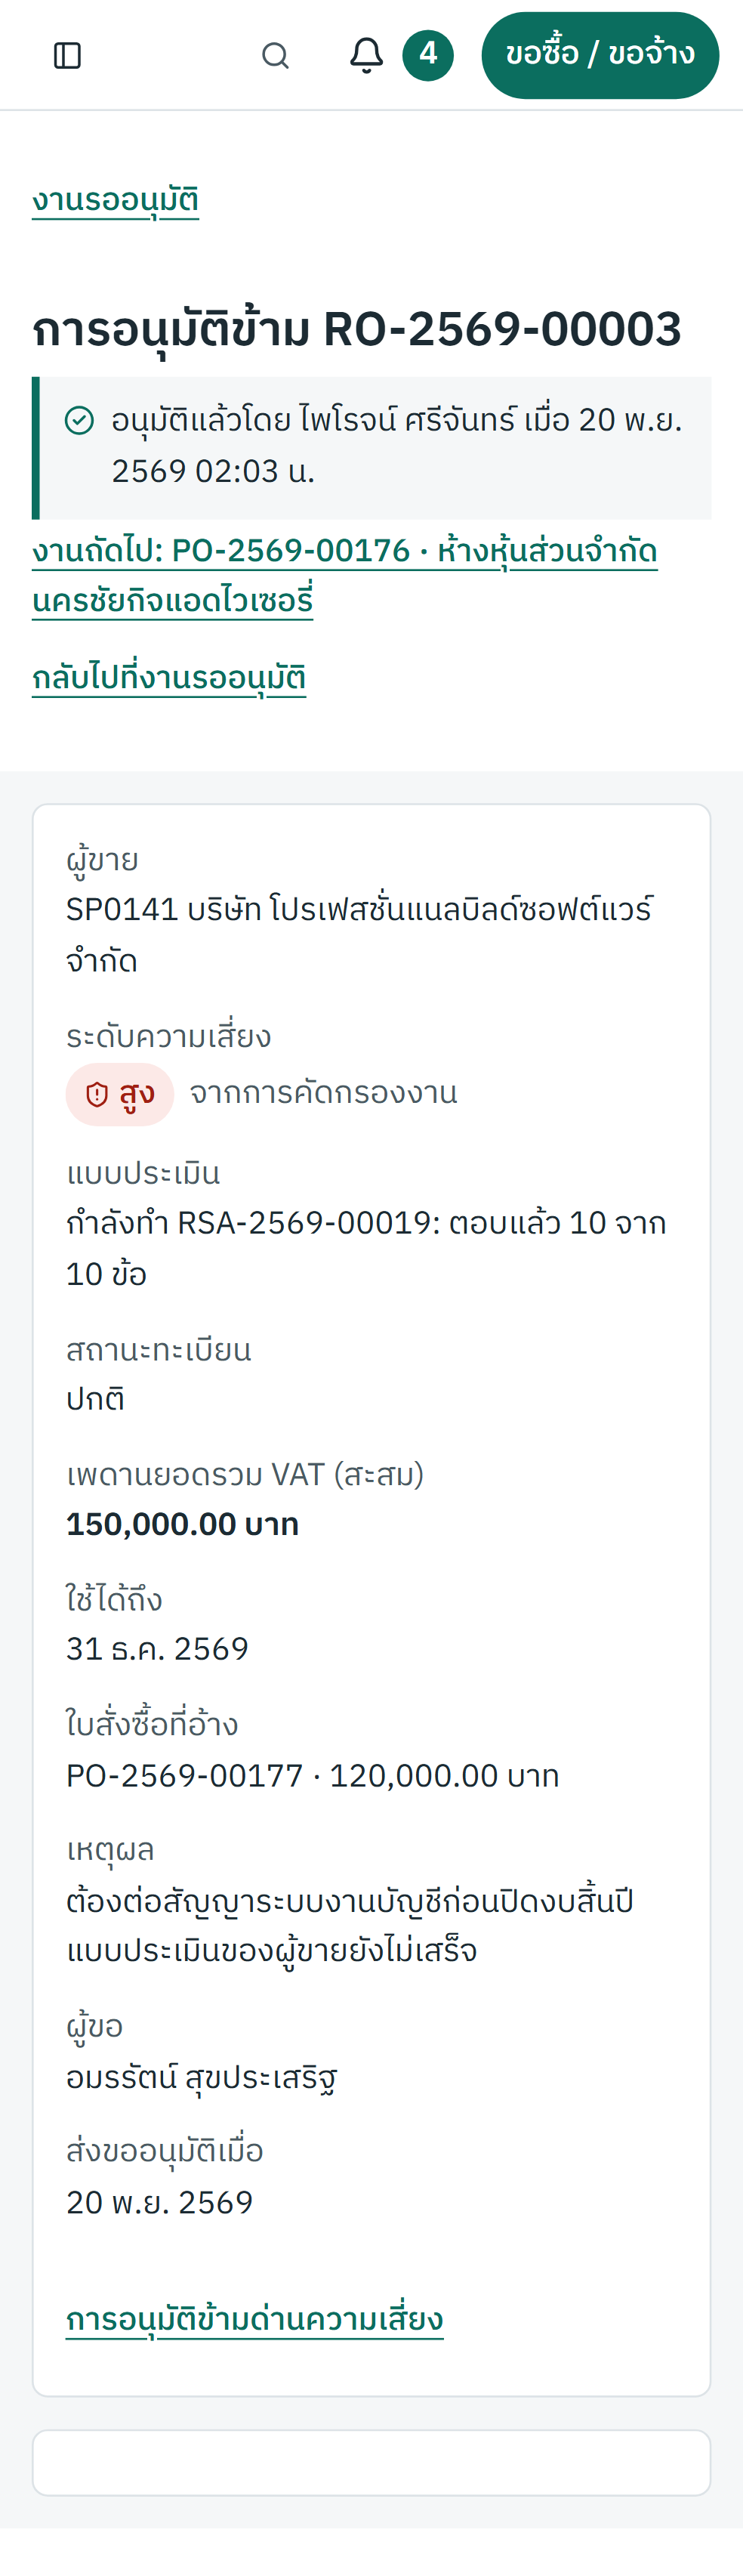 4
ขอซื้อ / ขอจ้าง
งานรออนุมัติ
การอนุมัติข้าม RO-2569-00003
อนุมัติแล้วโดย ไพโรจน์ ศรีจันทร์ เมื่อ 20 พ.ย.
2569 02:03 น.
งานถัดไป: PO-2569-00176 · ห้างหุ้นส่วนจำกัด
นครชัยกิจแอดไวเซอรี่
กลับไปที่งานรออนุมัติ
ผู้ขาย
SP0141 บริษัท โปรเฟสชั่นแนลบิลด์ซอฟต์แวร์
จำกัด
ระดับความเสี่ยง
สูง จากการคัดกรองงาน
แบบประเมิน
กำลังทำ RSA-2569-00019: ตอบแล้ว 10 จาก
10 ข้อ
สถานะทะเบียน
ปกติ
เพดานยอดรวม VAT (สะสม)
150,000.00 บาท
ใช้ได้ถึง
31 ธ.ค. 2569
ใบสั่งซื้อที่อ้าง
PO-2569-00177 · 120,000.00 บาท
เหตุผล
ต้องต่อสัญญาระบบงานบัญชีก่อนปิดงบสิ้นปี
แบบประเมินของผู้ขายยังไม่เสร็จ
ผู้ขอ
อมรรัตน์ สุขประเสริฐ
ส่งขออนุมัติเมื่อ
20 พ.ย. 2569
การอนุมัติข้ามด่านความเสี่ยง